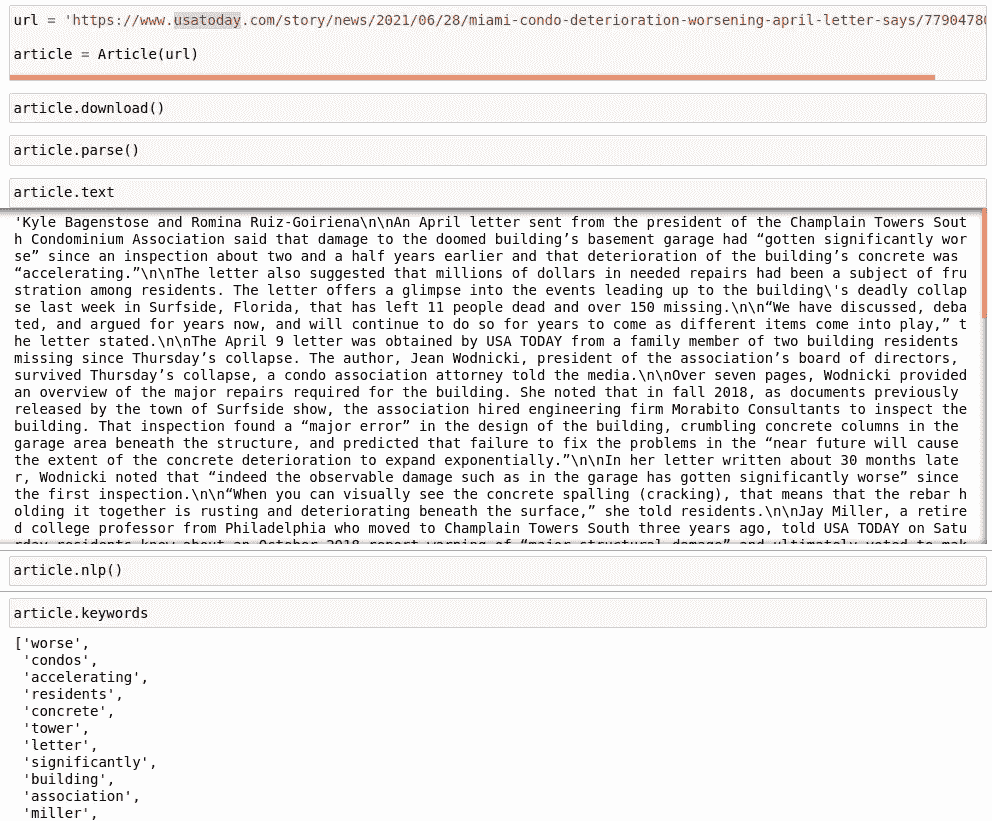 url = 'https://www.usatoday.com/story/news/2021/06/28/miami-condo-deterioration-worsening-april-letter-says/7790478
article = Article(url)
article.download()
article.parse()
article.text
'Kyle Bagenstose and Romina Ruiz-Goiriena\n\nAn April letter sent from the president of the Champlain Towers Sout
h Condominium Association said that damage to the doomed building’s basement garage had “gotten significantly wor
se” since an inspection about two and a half years earlier and that deterioration of the building’s concrete was
“accelerating.”\n\nThe letter also suggested that millions of dollars in needed repairs had been a subject of fru
stration among residents. The letter offers a glimpse into the events leading up to the building\'s deadly collap
se last week in Surfside, Florida, that has left 11 people dead and over 150 missing.\n\n“We have discussed, deba
ted, and argued for years now, and will continue to do so for years to come as different items come into play,” t
he letter stated.\n\nThe April 9 letter was obtained by USA TODAY from a family member of two building residents
missing since Thursday’s collapse. The author, Jean Wodnicki, president of the association’s board of directors,
survived Thursday’s collapse, a condo association attorney told the media.\n\nOver seven pages, Wodnicki provided
an overview of the major repairs required for the building. She noted that in fall 2018, as documents previously
released by the town of Surfside show, the association hired engineering firm Morabito Consultants to inspect the
building. That inspection found a “major error” in the design of the building, crumbling concrete columns in the
garage area beneath the structure, and predicted that failure to fix the problems in the “near future will cause
the extent of the concrete deterioration to expand exponentially.”\n\nIn her letter written about 30 months late
r, Wodnicki noted that “indeed the observable damage such as in the garage has gotten significantly worse” since
the first inspection.\n\n“When you can visually see the concrete spalling (cracking), that means that the rebar h
olding it together is rusting and deteriorating beneath the surface,” she told residents.\n\nJay Miller, a retire
d college professor from Philadelphia who moved to Champlain Towers South three years ago, told USA TODAY on Satu
rday residents knew about an October 2018 report warning of “major structural damage” and ultimately voted to mak
article.nlp()
article.keywords
['worse',
'condos',
'accelerating',
'residents',
'concrete',
'tower',
'letter',
'significantly',
'building',
'association',
'miller',